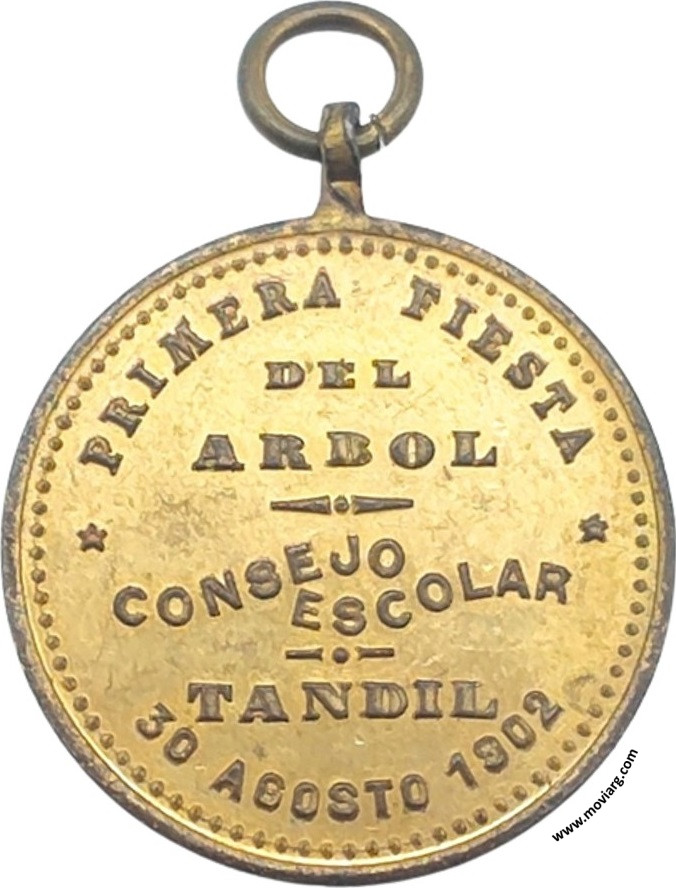 PRIMERA FIESTA
DEL
ARBOL
CONSEJO
ESCOLAR
TANDIL
30 AGOSTO 1902
www.moviarg.com